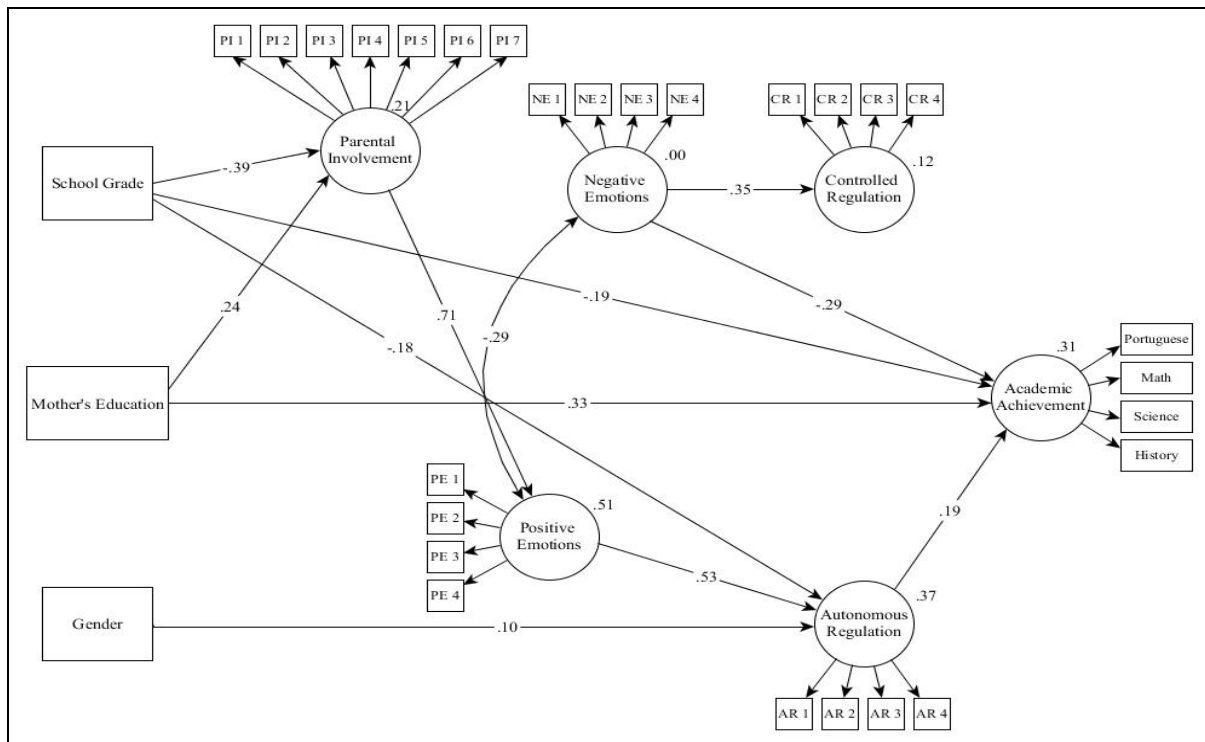 PI 1
PI 2
PI 3
PI 4
PI 5
PI 6
PI 7
.21
Parental
Involvement
NE 1
NE 2
NE 3
NE 4
.00
Negative
Emotions
CR 1
CR 2
CR 3
CR 4
.12
Controlled
Regulation
School Grade
-.39
.35
.24
.71
-.18
-.29
-.19
-.29
Mother's Education
.33
.31
Academic
Achievement
Portuguese
Math
Science
History
PE 1
PE 2
PE 3
PE 4
.51
Positive
Emotions
.53
.19
Gender
.10
.37
Autonomous
Regulation
AR 1
AR 2
AR 3
AR 4